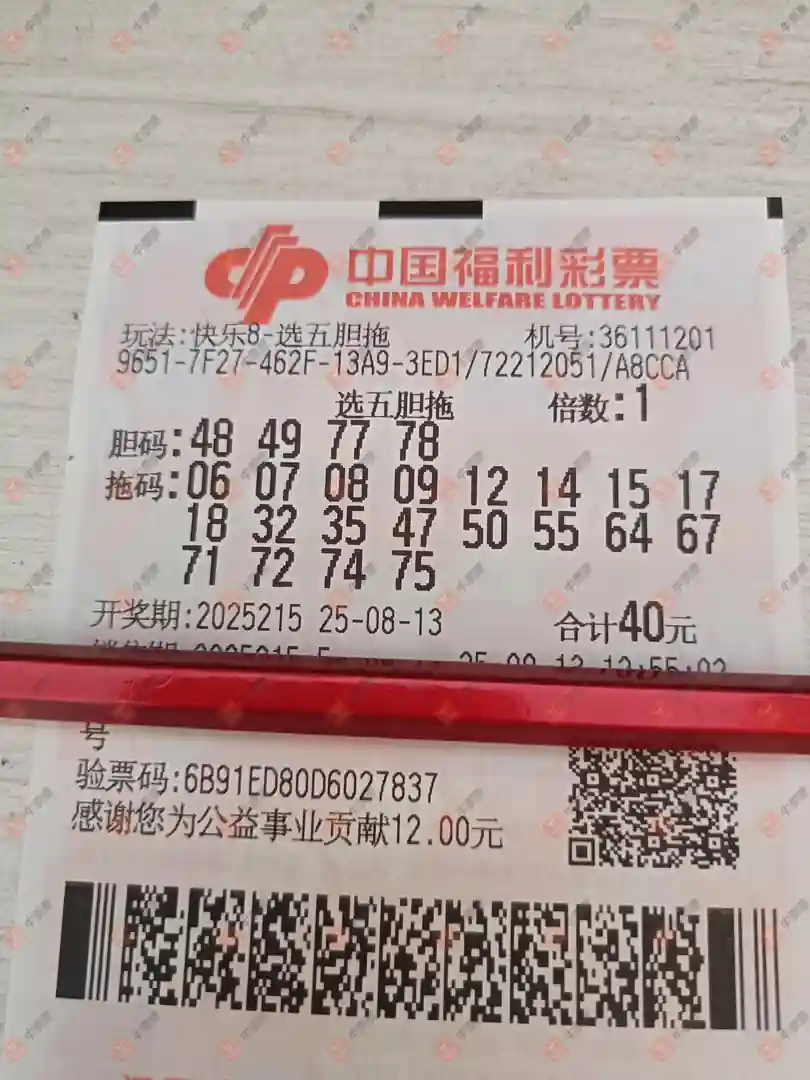 中国福利彩票
CHINA WELFARE LOTTERY
玩法:快乐8-选五胆拖 机号:36111201
9651-7F27-462F-13A9-3ED1/72212051/A8CCA
选五胆拖 倍数:1
胆码:48 49 77 78
拖码:06 07 08 09 12 14 15 17
18 32 35 47 50 55 64 67
71 72 74 75
开奖期:2025215 25-08-13 合计40元
号
验票码:6B91ED80D6027837
感谢您为公益事业贡献12.00元